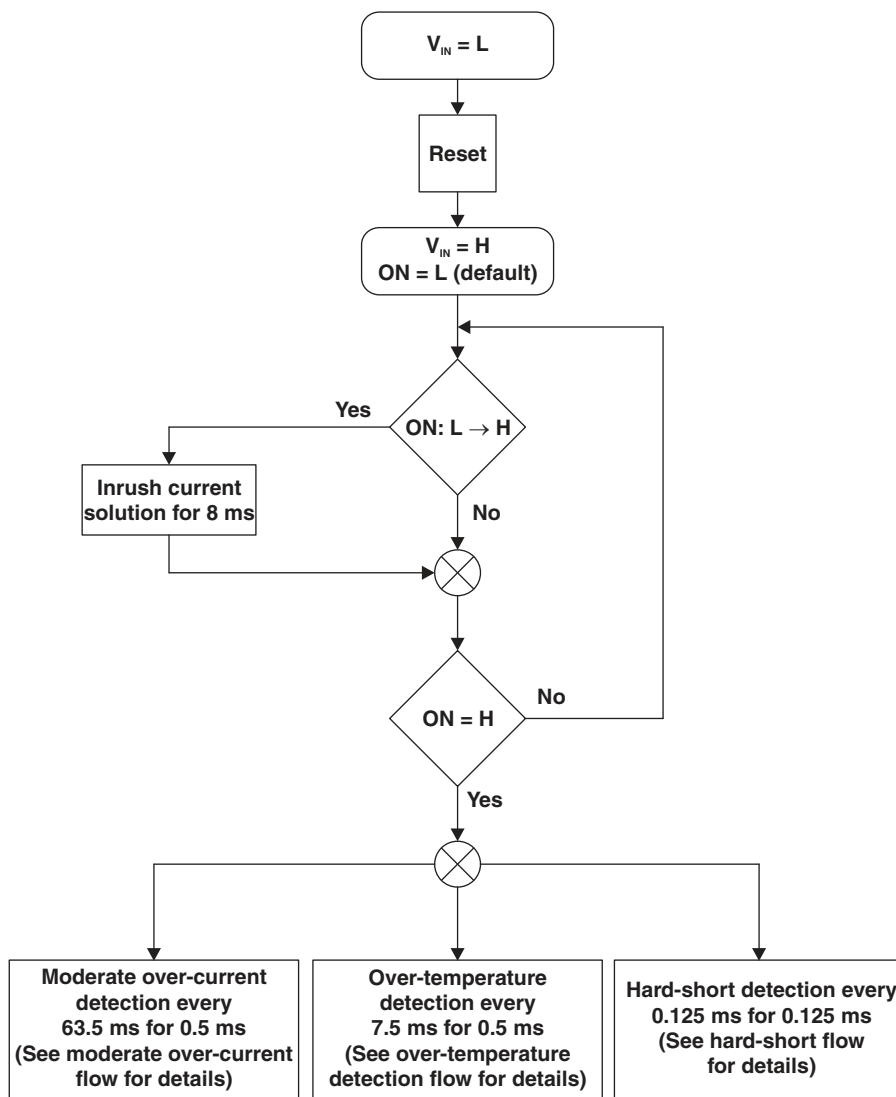 V_IN = L
Reset
V_IN = H
ON = L (default)
Yes
ON: L → H
Inrush current
solution for 8 ms
No
No
ON = H
Yes
Moderate over-current
detection every
63.5 ms for 0.5 ms
(See moderate over-current
flow for details)
Over-temperature
detection every
7.5 ms for 0.5 ms
(See over-temperature
detection flow for details)
Hard-short detection every
0.125 ms for 0.125 ms
(See hard-short flow
for details)